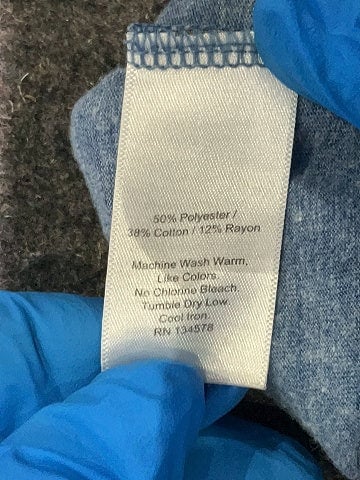 50% Polyester /
38% Cotton / 12% Rayon
Machine Wash Warm,
Like Colors.
No Chlorine Bleach.
Tumble Dry Low.
Cool Iron.
RN 134578